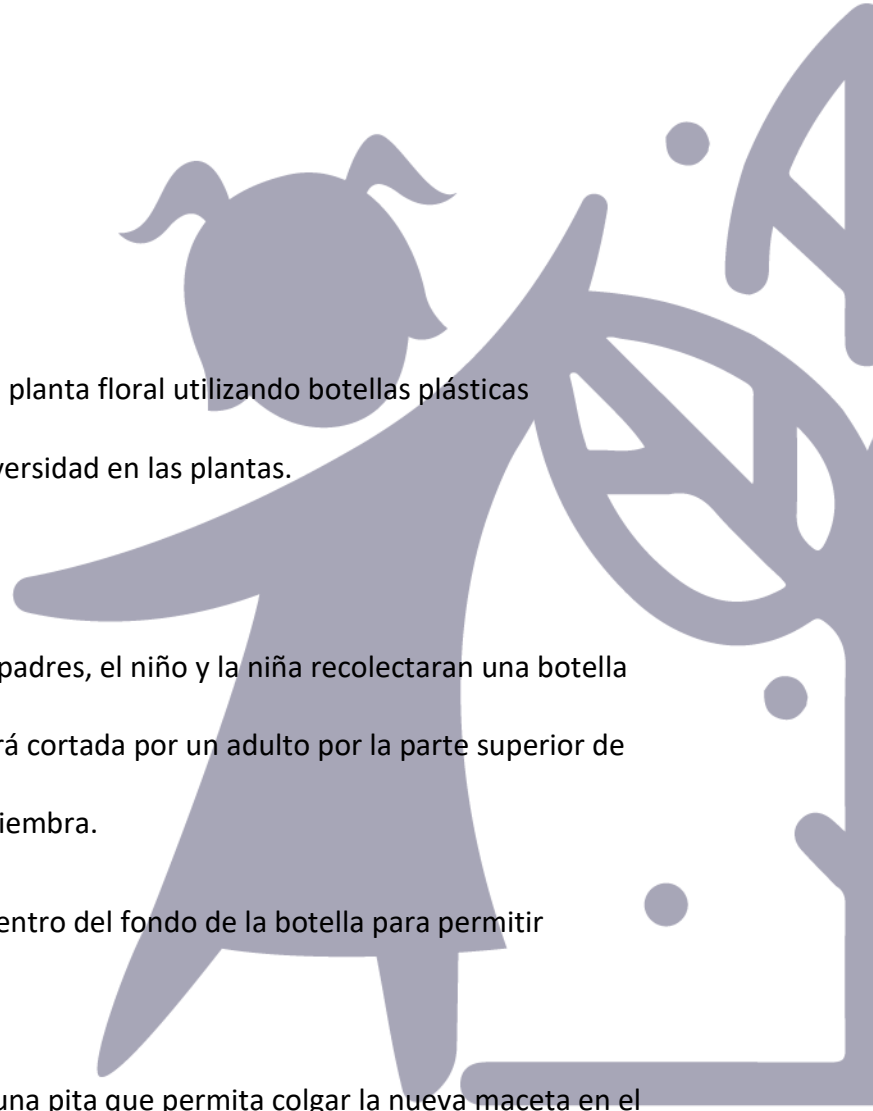 planta floral utilizando botellas plásticas
versidad en las plantas.
padres, el niño y la niña recolectaran una botella
rá cortada por un adulto por la parte superior de
iembra.
entro del fondo de la botella para permitir
una pita que permita colgar la nueva maceta en el